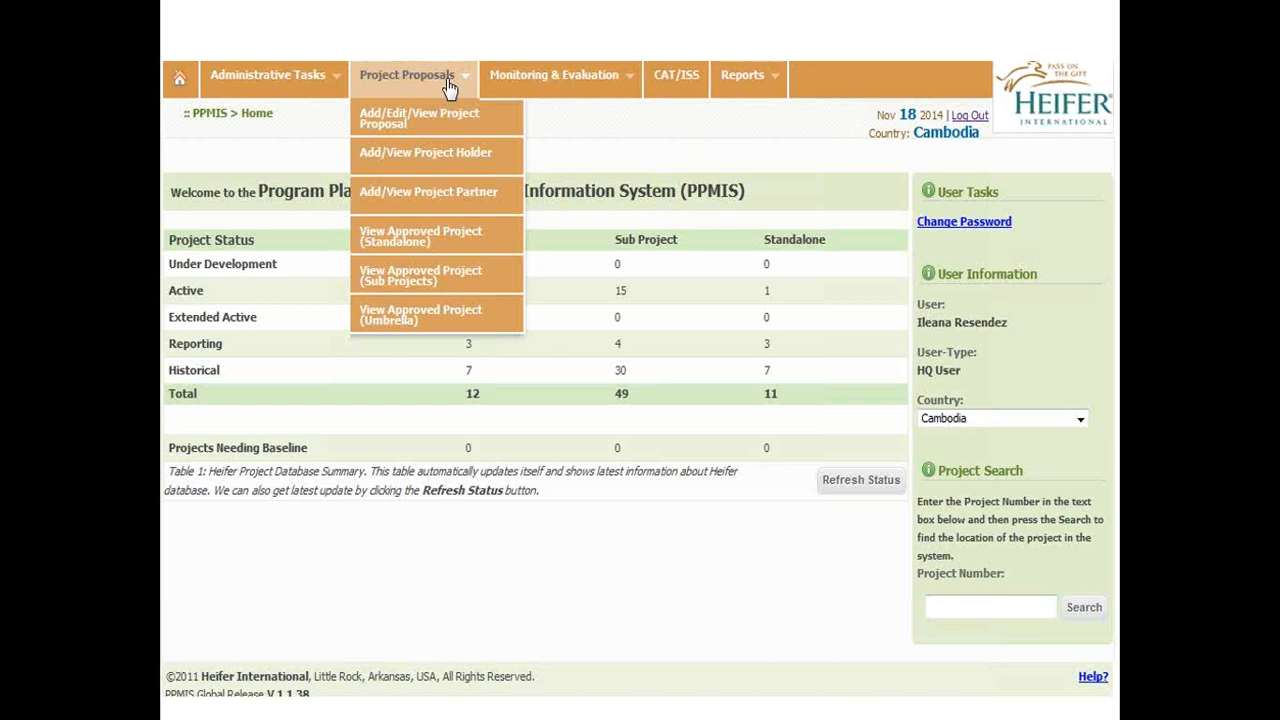 Administrative Tasks
Project Proposals
Monitoring & Evaluation
CAT/ISS
Reports
PASS ON
THE GIFT
HEIFER
INTERNATIONAL
:: PPMIS > Home
Nov 18 2014 | Log Out
Country: Cambodia
Add/Edit/View Project
Proposal
Add/View Project Holder
Add/View Project Partner
View Approved Project
(Standalone)
View Approved Project
(Sub Projects)
View Approved Project
(Umbrella)
Welcome to the Program Pla Information System (PPMIS)
Project Status Sub Project Standalone
Under Development 0 0
Active 15 1
Extended Active 0 0
Reporting 3 4 3
Historical 7 30 7
Total 12 49 11
Projects Needing Baseline 0 0 0
Table 1: Heifer Project Database Summary. This table automatically updates itself and shows latest information about Heifer
database. We can also get latest update by clicking the Refresh Status button.
Refresh Status
User Tasks
Change Password
User Information
User:
Ileana Resendez
User-Type:
HQ User
Country:
Cambodia
Project Search
Enter the Project Number in the text
box below and then press the Search to
find the location of the project in the
system.
Project Number:
Search
©2011 Heifer International, Little Rock, Arkansas, USA, All Rights Reserved.
Help?
PPMIS Global Release V 1.1.38